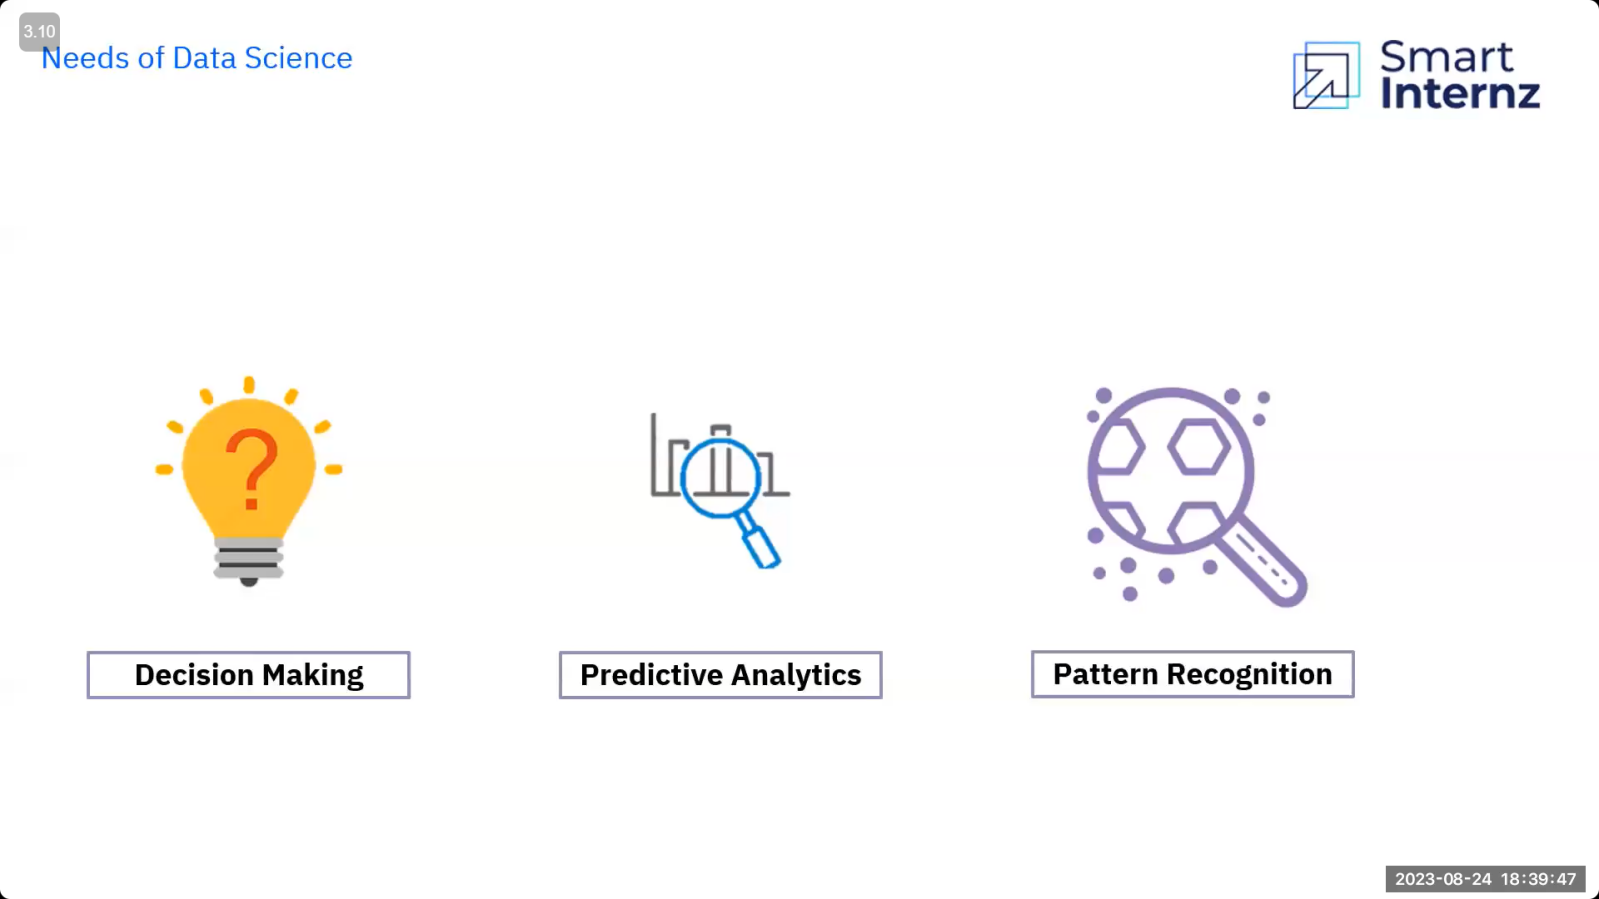 3.10
Needs of Data Science
Smart
Internz
?
Decision Making
Predictive Analytics
Pattern Recognition
2023-08-24 18:39:47